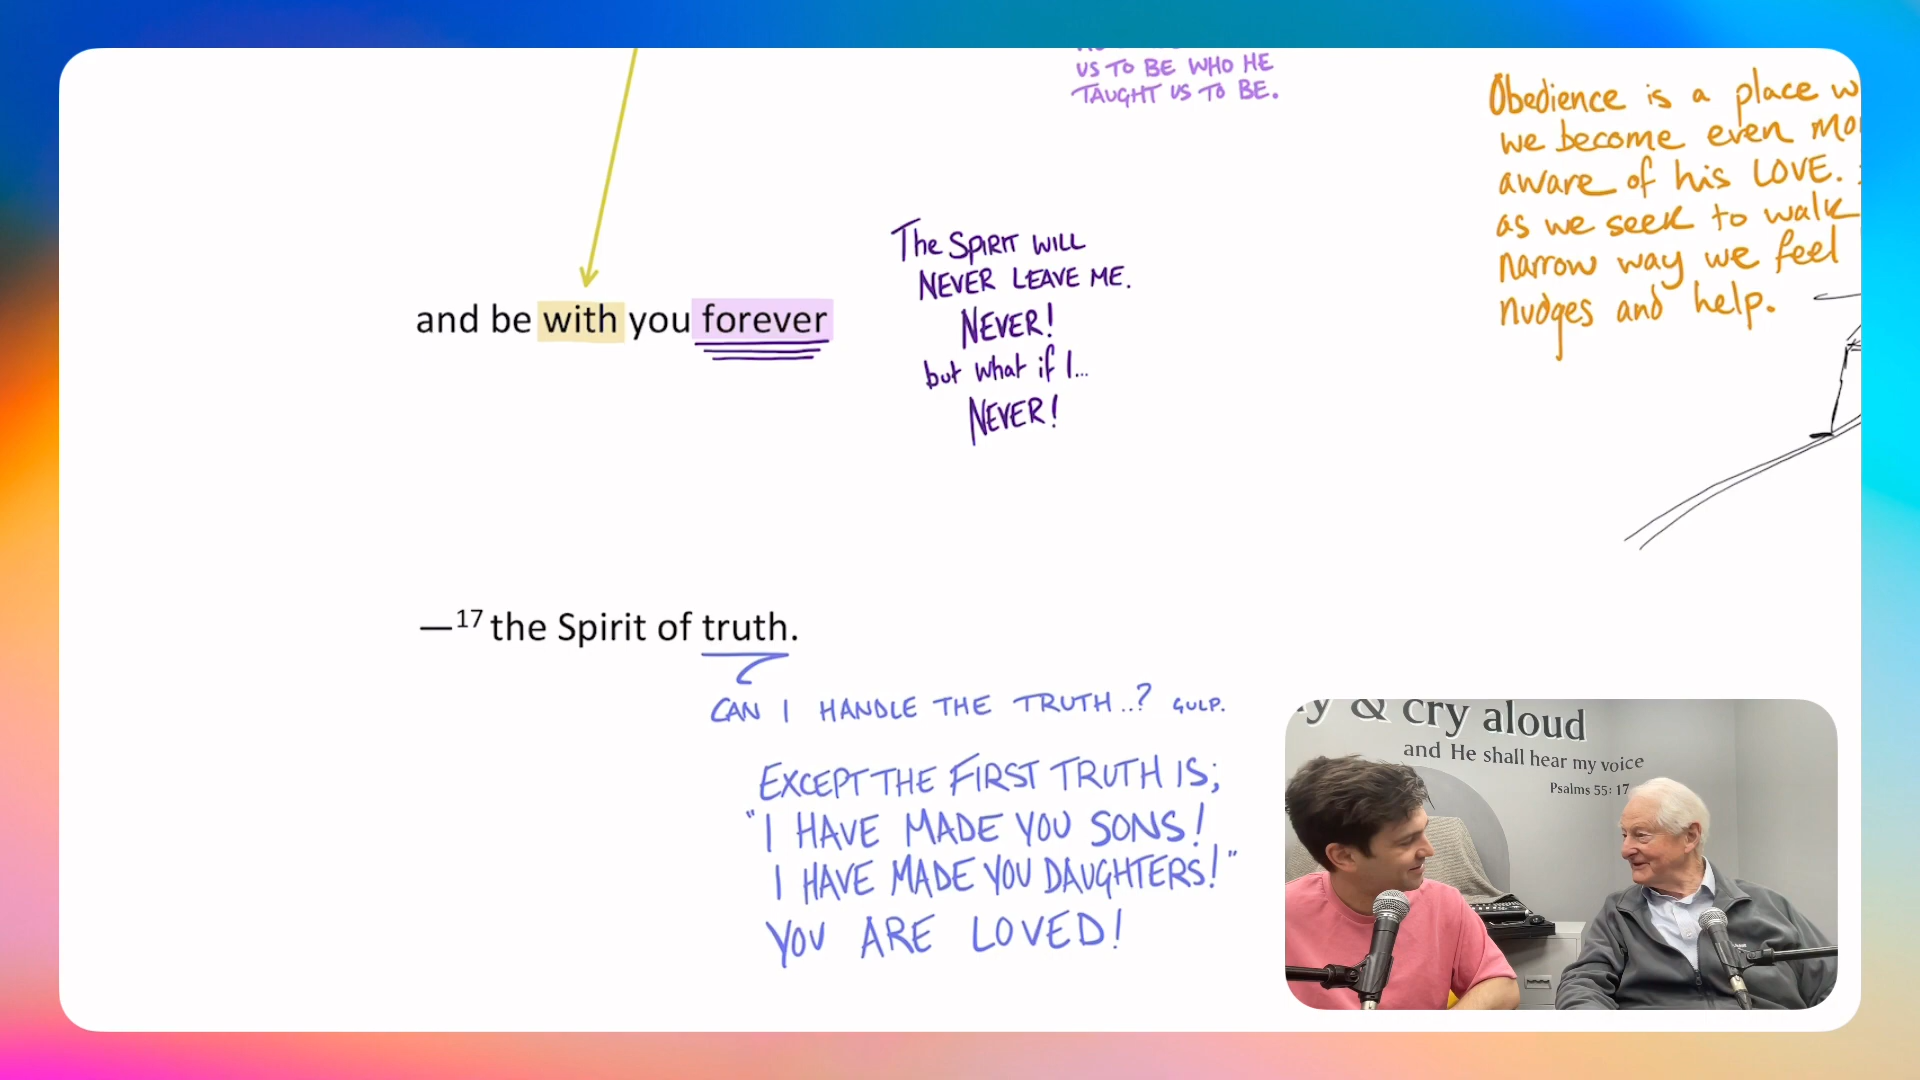 US TO BE WHO HE
TAUGHT US TO BE.
Obedience is a place w
we become even mo
aware of his LOVE.
as we seek to walk
narrow way we feel
nudges and help.
The SPIRIT WILL
NEVER LEAVE ME.
NEVER!
but what if I...
NEVER!
and be with you forever
—17 the Spirit of truth.
CAN I HANDLE THE TRUTH..? GULP.
EXCEPT THE FIRST TRUTH IS;
"I HAVE MADE YOU SONS!
I HAVE MADE YOU DAUGHTERS!"
YOU ARE LOVED!
y & cry aloud
and He shall hear my voice
Psalms 55:17